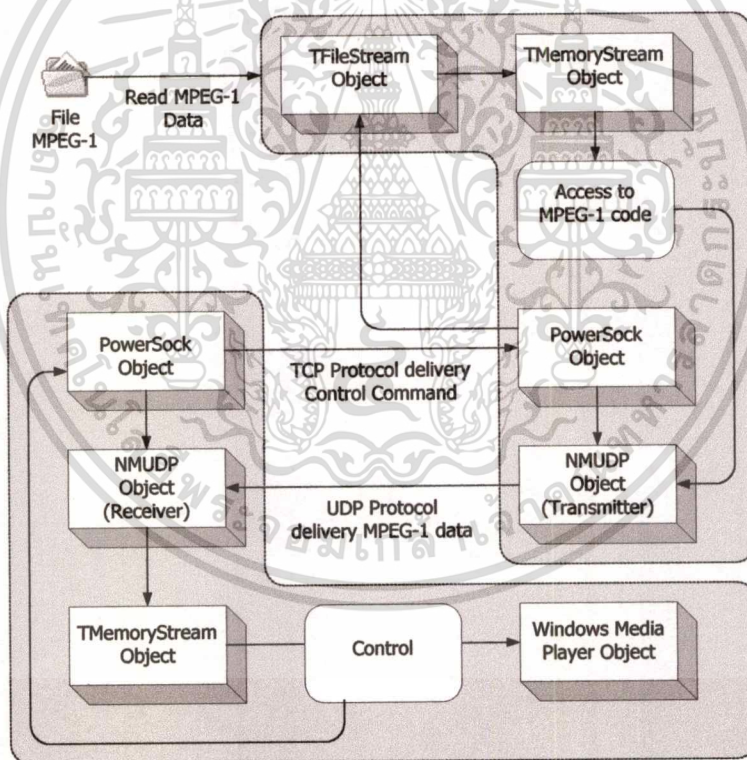 TFileStream
Object
TMemoryStream
Object
File
MPEG-1
Read MPEG-1
Data
Access to
MPEG-1 code
PowerSock
Object
TCP Protocol delivery
Control Command
PowerSock
Object
NMUDP
Object
(Receiver)
UDP Protocol
delivery MPEG-1 data
NMUDP
Object
(Transmitter)
TMemoryStream
Object
Control
Windows Media
Player Object